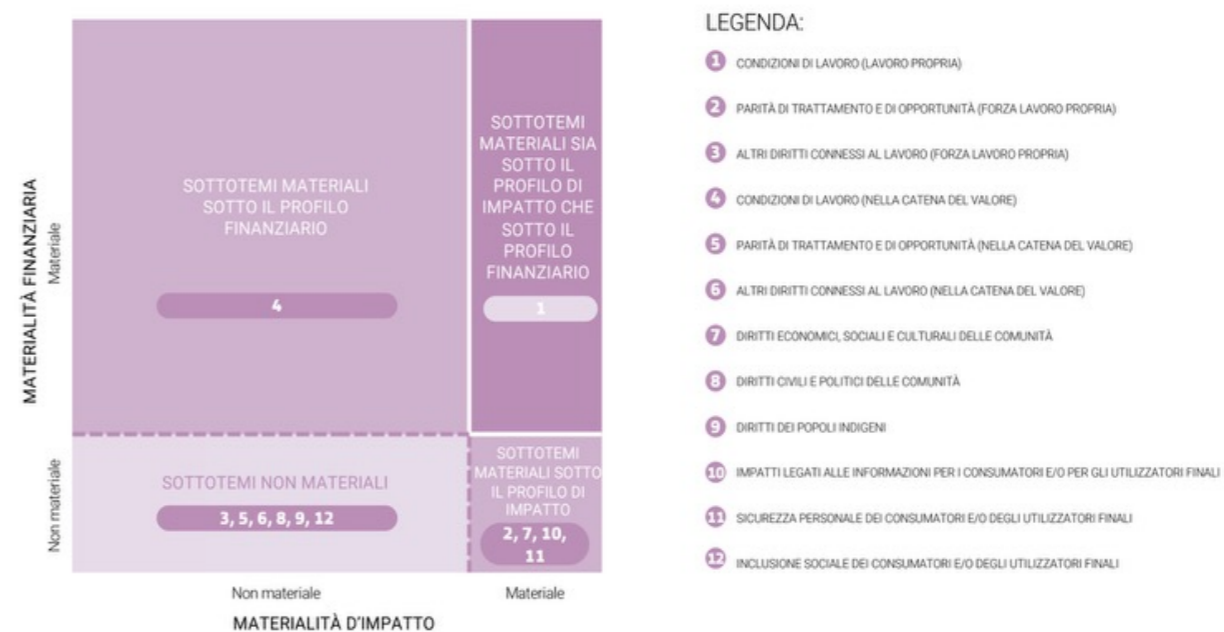 MATERIALITÀ FINANZIARIA
Materiale
Non materiale
SOTTOTEMI MATERIALI
SOTTO IL PROFILO
FINANZIARIO
4
SOTTOTEMI
MATERIALI SIA
SOTTO IL
PROFILO DI
IMPATTO CHE
SOTTO IL
PROFILO
FINANZIARIO
1
SOTTOTEMI NON MATERIALI
3, 5, 6, 8, 9, 12
SOTTOTEMI
MATERIALI SOTTO
IL PROFILO DI
IMPATTO
2, 7, 10,
11
Non materiale
Materiale
MATERIALITÀ D'IMPATTO
LEGENDA:
1 CONDIZIONI DI LAVORO (LAVORO PROPRIA)
2 PARITÀ DI TRATTAMENTO E DI OPPORTUNITÀ (FORZA LAVORO PROPRIA)
3 ALTRI DIRITTI CONNESSI AL LAVORO (FORZA LAVORO PROPRIA)
4 CONDIZIONI DI LAVORO (NELLA CATENA DEL VALORE)
5 PARITÀ DI TRATTAMENTO E DI OPPORTUNITÀ (NELLA CATENA DEL VALORE)
6 ALTRI DIRITTI CONNESSI AL LAVORO (NELLA CATENA DEL VALORE)
7 DIRITTI ECONOMICI, SOCIALI E CULTURALI DELLE COMUNITÀ
8 DIRITTI CIVILI E POLITICI DELLE COMUNITÀ
9 DIRITTI DEI POPOLI INDIGENI
10 IMPATTI LEGATI ALLE INFORMAZIONI PER I CONSUMATORI E/O PER GLI UTILIZZATORI FINALI
11 SICUREZZA PERSONALE DEI CONSUMATORI E/O DEGLI UTILIZZATORI FINALI
12 INCLUSIONE SOCIALE DEI CONSUMATORI E/O DEGLI UTILIZZATORI FINALI